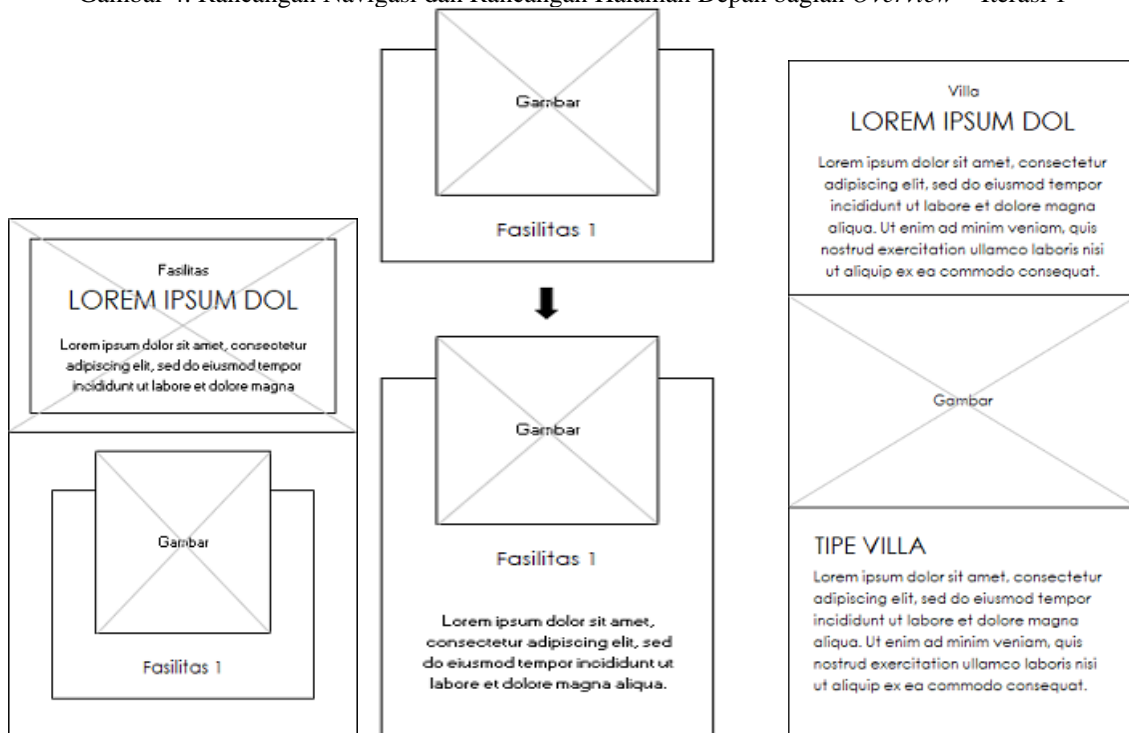 Gambar 4. Rancangan Navigasi dan Rancangan Halaman Depan bagian Overview – Iterasi 1
Fasilitas
LOREM IPSUM DOL
Lorem ipsum dolor sit amet, consectetur
adipiscing elit, sed do eiusmod tempor
incididunt ut labore et dolore magna
Gambar
Fasilitas 1
Gambar
Fasilitas 1
Gambar
Fasilitas 1
Lorem ipsum dolor sit amet,
consectetur adipiscing elit, sed
do eiusmod tempor incididunt ut
labore et dolore magna aliqua.
Villa
LOREM IPSUM DOL
Lorem ipsum dolor sit amet, consectetur
adipiscing elit, sed do eiusmod tempor
incididunt ut labore et dolore magna
aliqua. Ut enim ad minim veniam, quis
nostrud exercitation ullamco laboris nisi
ut aliquip ex ea commodo consequat.
Gambar
TIPE VILLA
Lorem ipsum dolor sit amet, consectetur
adipiscing elit, sed do eiusmod tempor
incididunt ut labore et dolore magna
aliqua. Ut enim ad minim veniam, quis
nostrud exercitation ullamco laboris nisi
ut aliquip ex ea commodo consequat.